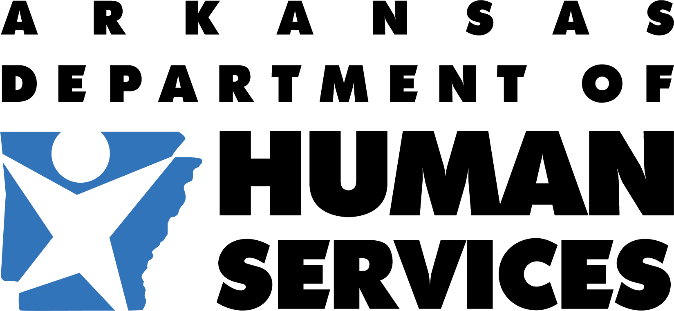 ARKANSAS
DEPARTMENT OF
HUMAN
SERVICES